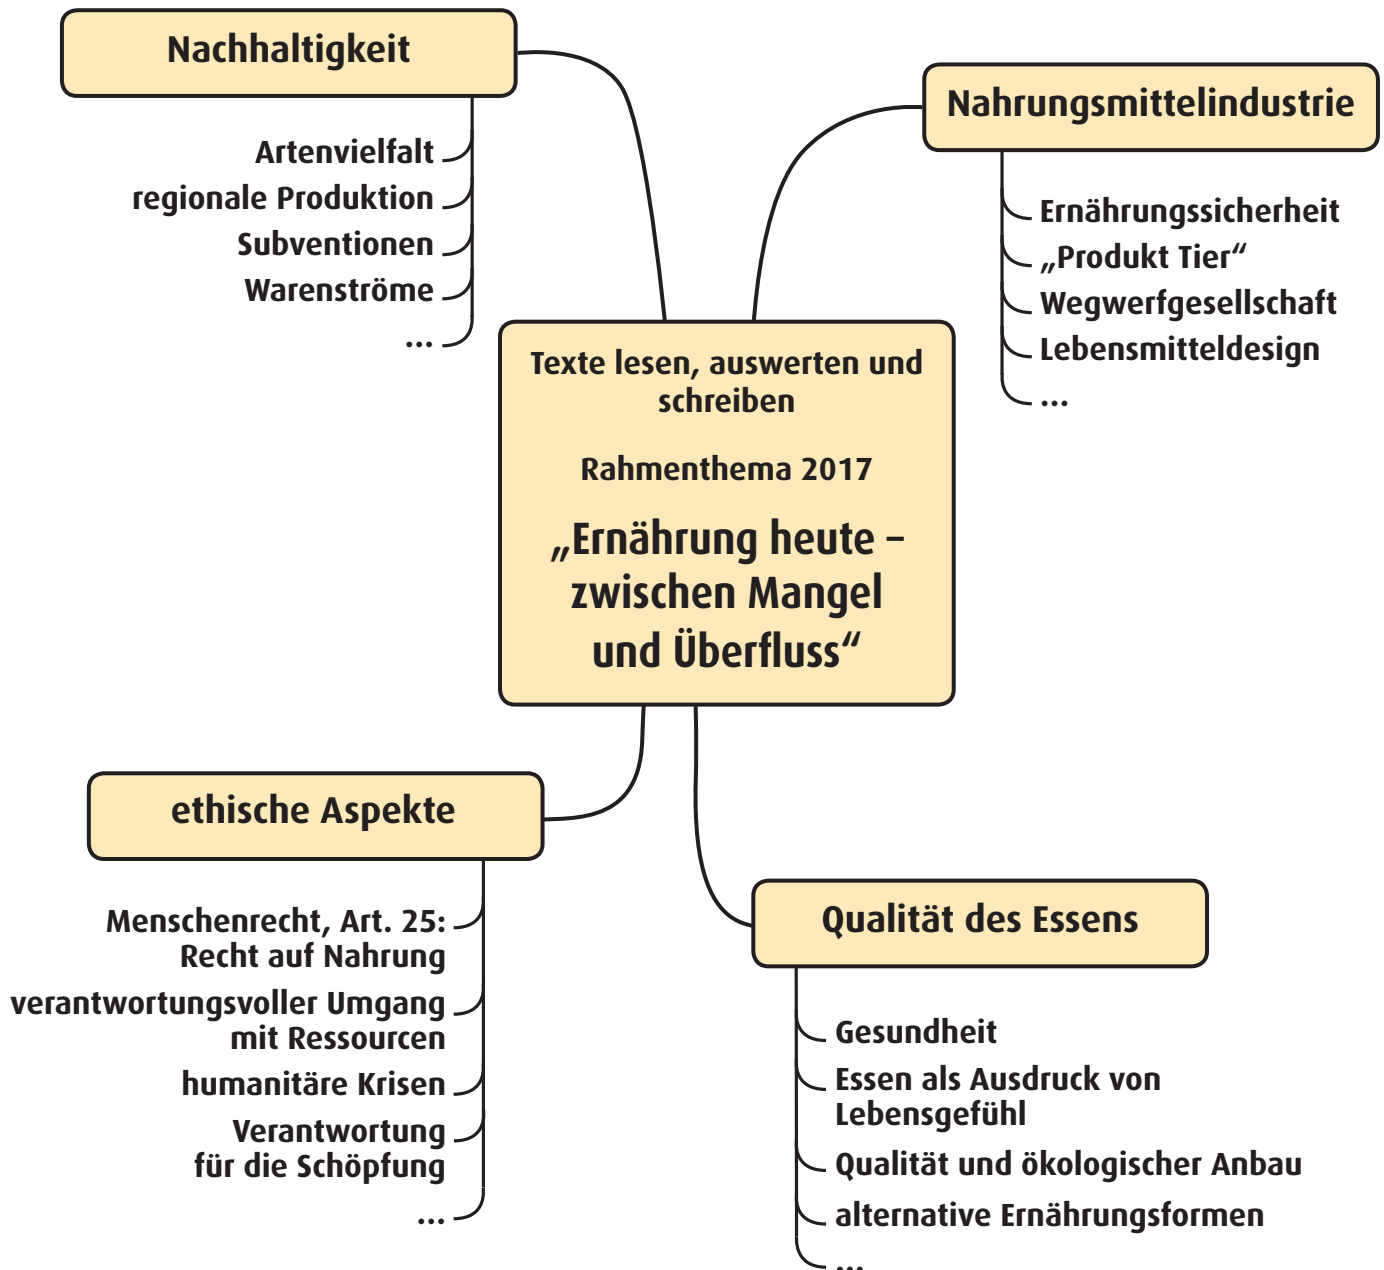 Nachhaltigkeit
Artenvielfalt
regionale Produktion
Subventionen
Warenströme
...
Nahrungsmittelindustrie
Ernährungssicherheit
„Produkt Tier“
Wegwerfgesellschaft
Lebensmitteldesign
...
Texte lesen, auswerten und
schreiben
Rahmenthema 2017
„Ernährung heute –
zwischen Mangel
und Überfluss“
ethische Aspekte
Menschenrecht, Art. 25:
Recht auf Nahrung
verantwortungsvoller Umgang
mit Ressourcen
humanitäre Krisen
Verantwortung
für die Schöpfung
...
Qualität des Essens
Gesundheit
Essen als Ausdruck von
Lebensgefühl
Qualität und ökologischer Anbau
alternative Ernährungsformen
...